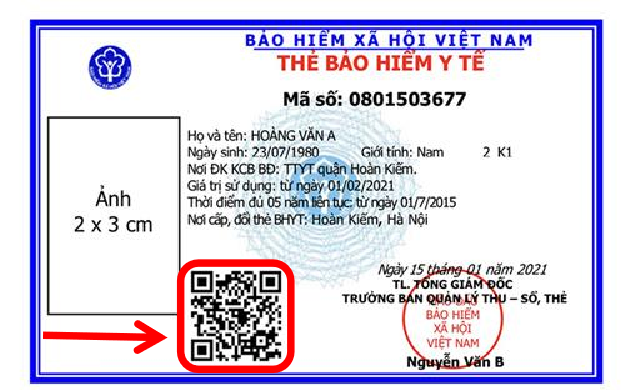 BẢO HIỂM XÃ HỘI VIỆT NAM
THẺ BẢO HIỂM Y TẾ
Mã số: 0801503677
Họ và tên: HOÀNG VĂN A
Ngày sinh: 23/07/1980 Giới tính: Nam 2 K1
Nơi ĐK KCB BĐ: TTYT quận Hoàn Kiếm.
Giá trị sử dụng: từ ngày 01/02/2021
Thời điểm đủ 05 năm liên tục: từ ngày 01/7/2015
Nơi cấp, đổi thẻ BHYT: Hoàn Kiếm, Hà Nội
Ảnh
2 x 3 cm
Ngày 15 tháng 01 năm 2021
TL. TỔNG GIÁM ĐỐC
TRƯỞNG BAN QUẢN LÝ THU – SỔ, THẺ
BẢO HIỂM
XÃ HỘI
VIỆT NAM
Nguyễn Văn B